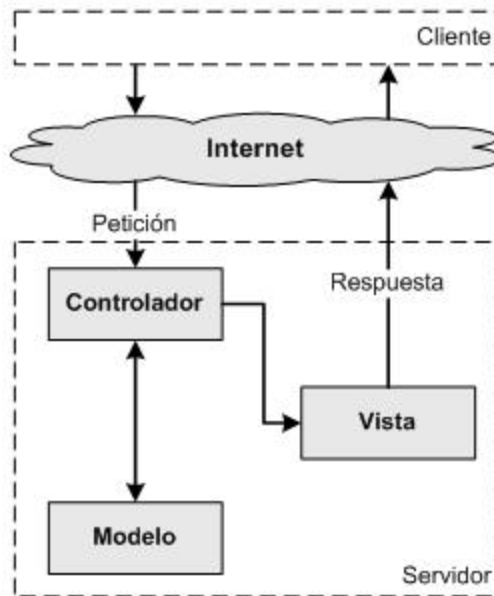 Cliente
Internet
Petición
Controlador
Respuesta
Vista
Modelo
Servidor